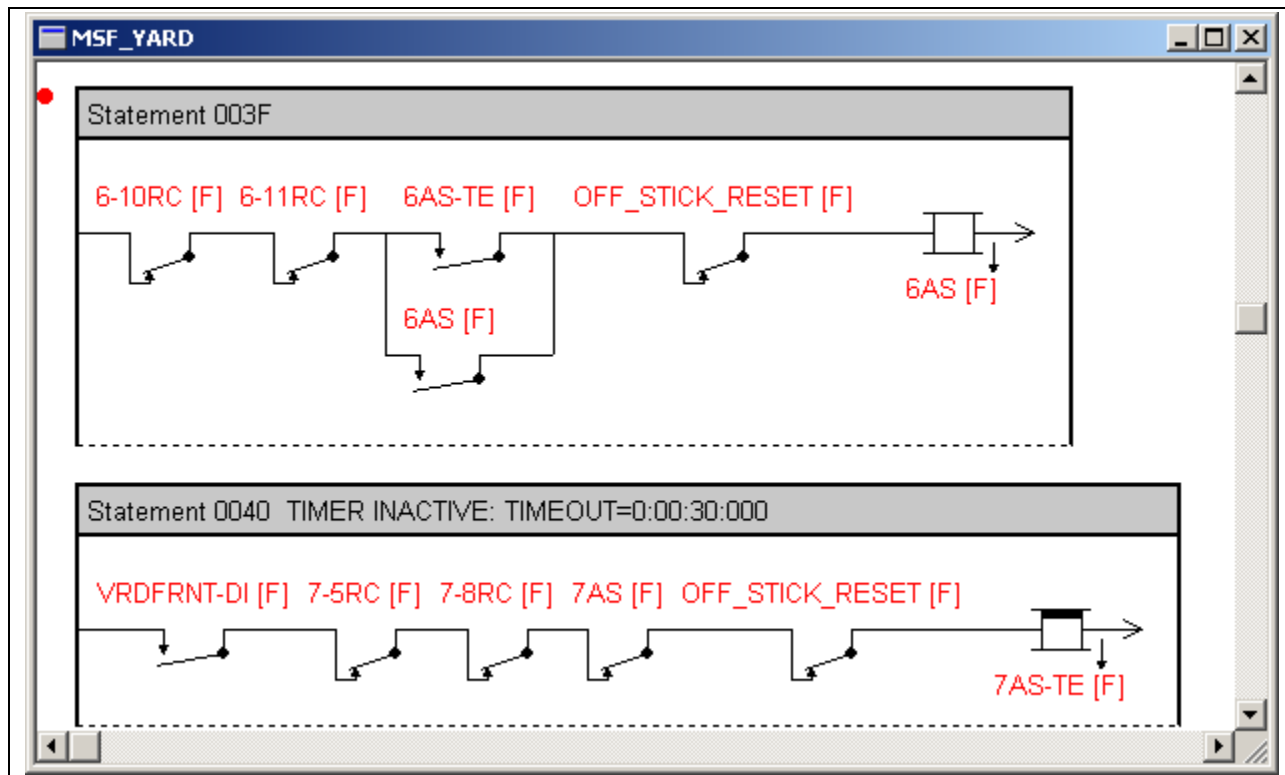 MSF_YARD
Statement 003F
6-10RC [F] 6-11RC [F] 6AS-TE [F] OFF_STICK_RESET [F]
6AS [F]
6AS [F]
Statement 0040 TIMER INACTIVE: TIMEOUT=0:00:30:000
VRDFRNT-DI [F] 7-5RC [F] 7-8RC [F] 7AS [F] OFF_STICK_RESET [F]
7AS-TE [F]